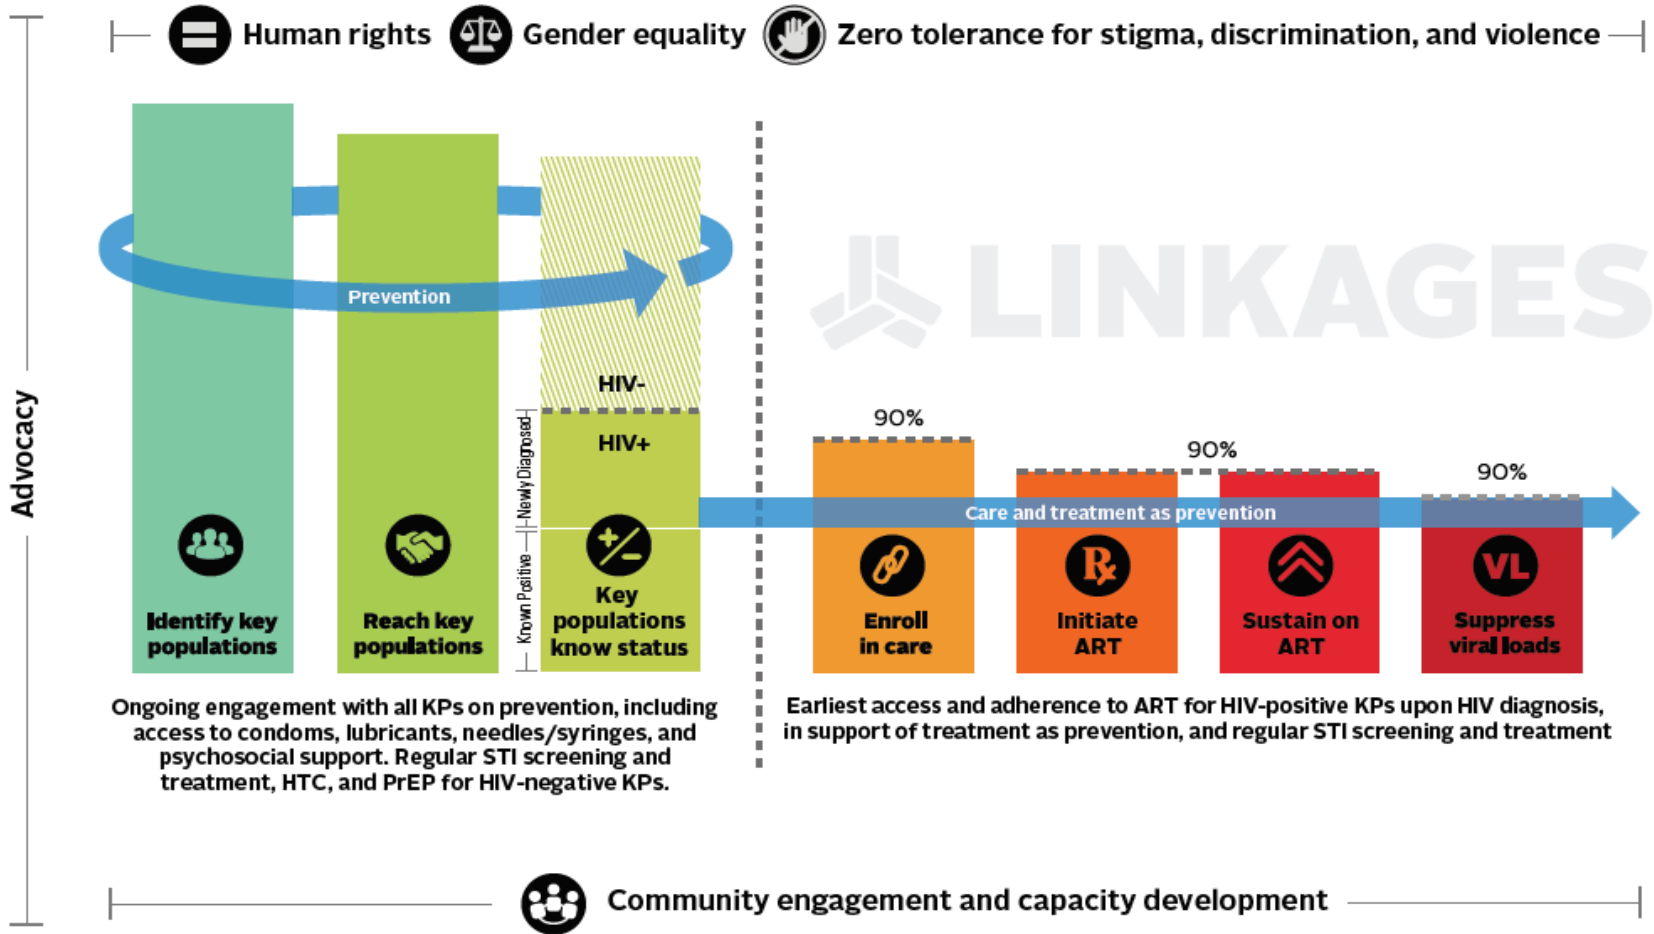 Human rights
Gender equality
Zero tolerance for stigma, discrimination, and violence
Advocacy
Prevention
HIV-
HIV+
Newly Diagnosed
Known Positive
Identify key
populations
Reach key
populations
Key
populations
know status
LINKAGES
90%
90%
90%
Care and treatment as prevention
Rx
VL
Enroll
in care
Initiate
ART
Sustain on
ART
Suppress
viral loads
Ongoing engagement with all KPs on prevention, including
access to condoms, lubricants, needles/syringes, and
psychosocial support. Regular STI screening and
treatment, HTC, and PrEP for HIV-negative KPs.
Earliest access and adherence to ART for HIV-positive KPs upon HIV diagnosis,
in support of treatment as prevention, and regular STI screening and treatment
Community engagement and capacity development